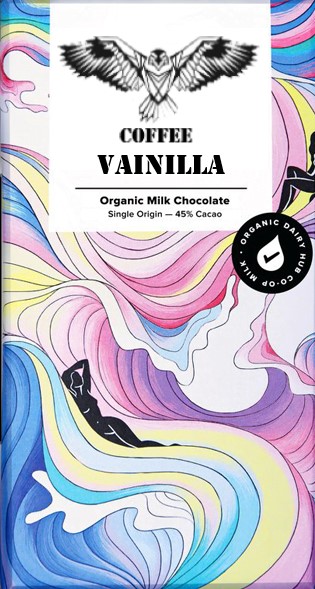 COFFEE
VAINILLA
Organic Milk Chocolate
Single Origin — 45% Cacao
ORGANIC DAIRY HUB CO-OP MILK •